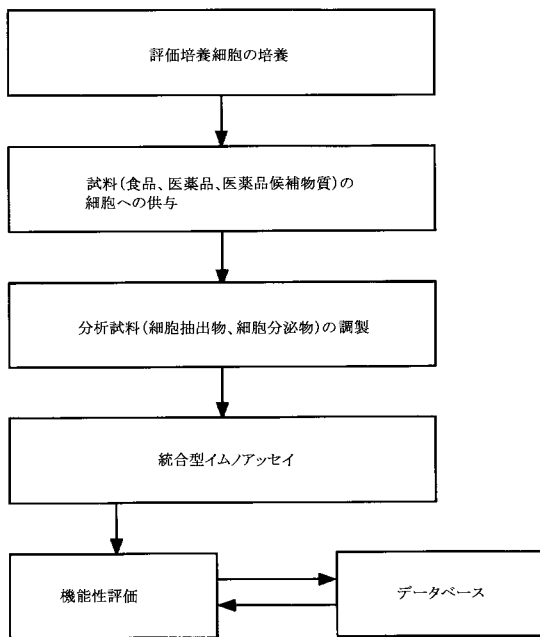 評価培養細胞の培養
試料(食品、医薬品、医薬品候補物質)の
細胞への供与
分析試料(細胞抽出物、細胞分泌物)の調製
統合型イムノアッセイ
機能性評価
データベース